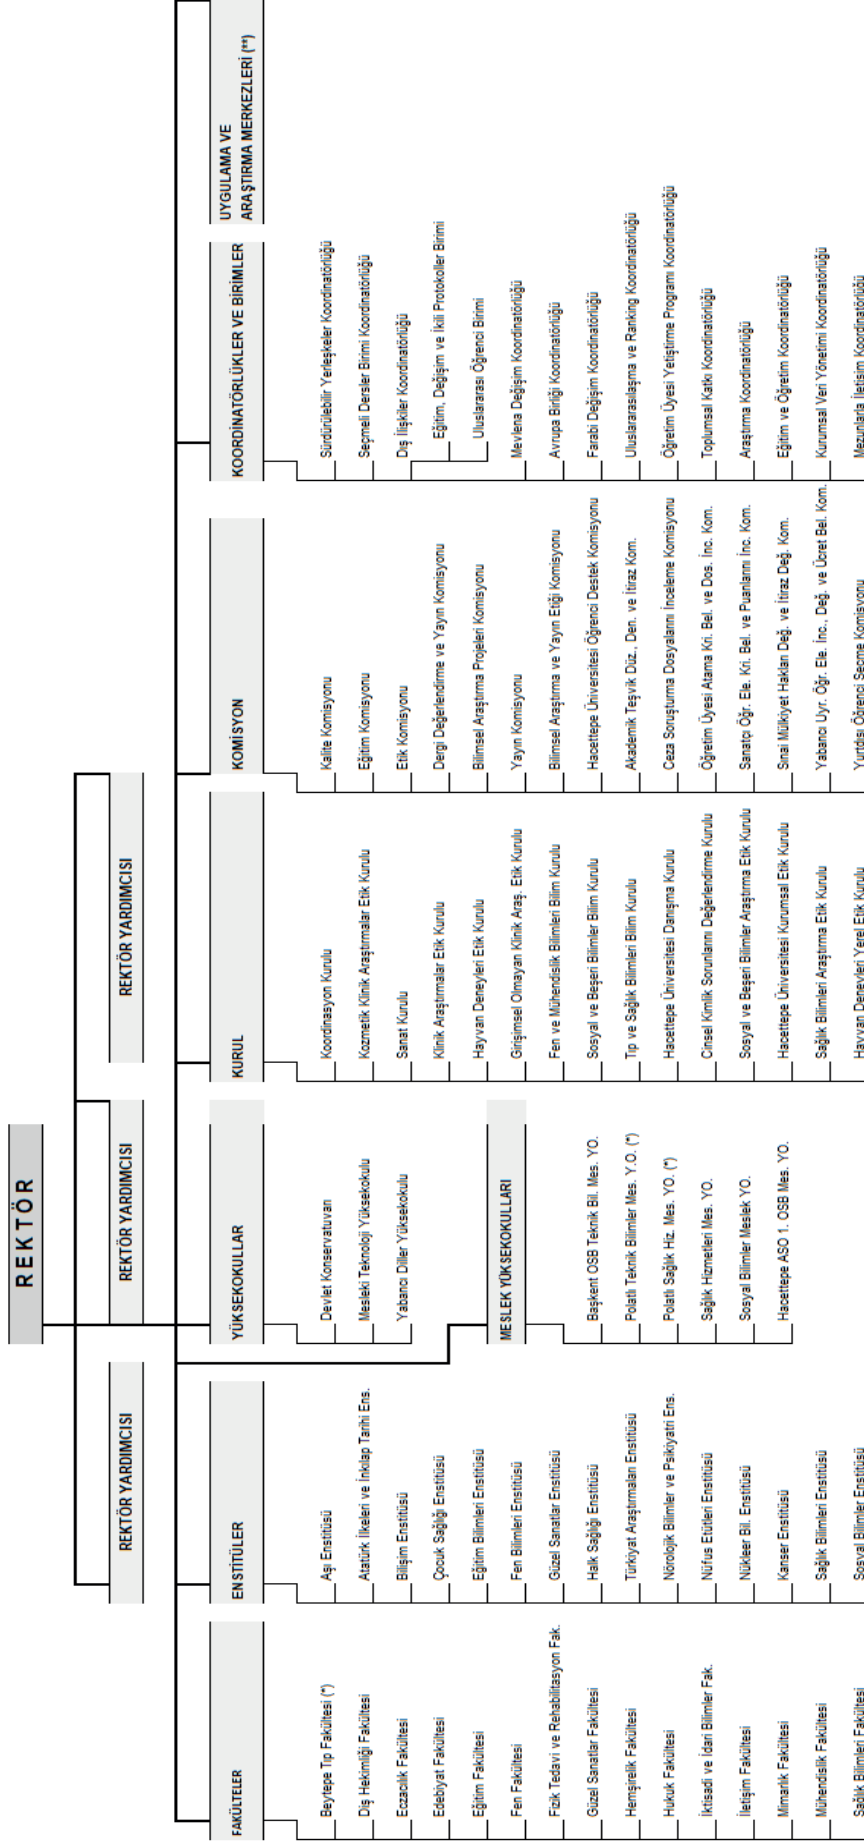 REKTÖR
REKTÖR YARDIMCISI
REKTÖR YARDIMCISI
REKTÖR YARDIMCISI
FAKÜLTELER
Beytepe Tıp Fakültesi (*)
Diş Hekimliği Fakültesi
Eczacılık Fakültesi
Edebiyat Fakültesi
Eğitim Fakültesi
Fen Fakültesi
Fizik Tedavi ve Rehabilitasyon Fak.
Güzel Sanatlar Fakültesi
Hemşirelik Fakültesi
Hukuk Fakültesi
İktisadi ve İdari Bilimler Fak.
İletişim Fakültesi
Mimarlık Fakültesi
Mühendislik Fakültesi
Sağlık Bilimleri Fakültesi
ENSTİTÜLER
Aşı Enstitüsü
Atatürk İlkeleri ve İnkılap Tarihi Ens.
Bilişim Enstitüsü
Çocuk Sağlığı Enstitüsü
Eğitim Bilimleri Enstitüsü
Fen Bilimleri Enstitüsü
Güzel Sanatlar Enstitüsü
Halk Sağlığı Enstitüsü
Türkiyat Araştırmaları Enstitüsü
Nörolojik Bilimler ve Psikiyatri Ens.
Nüfus Etütleri Enstitüsü
Nükleer Bil. Enstitüsü
Kanser Enstitüsü
Sağlık Bilimleri Enstitüsü
Sosyal Bilimler Enstitüsü
YÜKSEKOKULLAR
Devlet Konservatuvarı
Mesleki Teknoloji Yüksekokulu
Yabancı Diller Yüksekokulu
MESLEK YÜKSEKOKULLARI
Başkent OSB Teknik Bil. Mes. YO.
Polatlı Teknik Bilimler Mes. Y.O. (*)
Polatlı Sağlık Hiz. Mes. YO. (*)
Sağlık Hizmetleri Mes. YO.
Sosyal Bilimler Meslek YO.
Hacettepe ASO 1. OSB Mes. YO.
KURUL
Koordinasyon Kurulu
Kozmetik Klinik Araştırmalar Etik Kurulu
Sanat Kurulu
Klinik Araştırmalar Etik Kurulu
Hayvan Deneyleri Etik Kurulu
Girişimsel Olmayan Klinik Araş. Etik Kurulu
Fen ve Mühendislik Bilimleri Bilim Kurulu
Sosyal ve Beşeri Bilimler Bilim Kurulu
Tıp ve Sağlık Bilimleri Bilim Kurulu
Hacettepe Üniversitesi Danışma Kurulu
Cinsel Kimlik Sorunlarını Değerlendirme Kurulu
Sosyal ve Beşeri Bilimler Araştırma Etik Kurulu
Hacettepe Üniversitesi Kurumsal Etik Kurulu
Sağlık Bilimleri Araştırma Etik Kurulu
Hayvan Deneyleri Yerel Etik Kurulu
KOMİSYON
Kalite Komisyonu
Eğitim Komisyonu
Etik Komisyonu
Dergi Değerlendirme ve Yayın Komisyonu
Bilimsel Araştırma Projeleri Komisyonu
Yayın Komisyonu
Bilimsel Araştırma ve Yayın Etiği Komisyonu
Hacettepe Üniversitesi Öğrenci Destek Komisyonu
Akademik Teşvik Düz., Den. ve İtiraz Kom.
Ceza Soruşturma Dosyalarını İnceleme Komisyonu
Öğretim Üyesi Atama Kri. Bel. ve Dos. İnc. Kom.
Sanatçı Öğr. Ele. Kri. Bel. ve Puanlarını İnc. Kom.
Sınai Mülkiyet Hakları Değ. ve İtiraz Değ. Kom.
Yabancı Uyr. Öğr. Ele. İnc., Değ. ve Ücret Bel. Kom.
Yurtdışı Öğrenci Seçme Komisyonu
KOORDİNATÖRLÜKLER VE BİRİMLER
Sürdürülebilir Yerleşkeler Koordinatörlüğü
Seçmeli Dersler Birimi Koordinatörlüğü
Dış İlişkiler Koordinatörlüğü
Eğitim, Değişim ve İkili Protokoller Birimi
Uluslararası Öğrenci Birimi
Mevlena Değişim Koordinatörlüğü
Avrupa Birliği Koordinatörlüğü
Farabi Değişim Koordinatörlüğü
Uluslararasılaşma ve Ranking Koordinatörlüğü
Öğretim Üyesi Yetiştirme Programı Koordinatörlüğü
Toplumsal Katkı Koordinatörlüğü
Araştırma Koordinatörlüğü
Eğitim ve Öğretim Koordinatörlüğü
Kurumsal Veri Yönetimi Koordinatörlüğü
Mezunlarla İletişim Koordinatörlüğü
UYGULAMA VE
ARAŞTIRMA MERKEZLERİ (**)